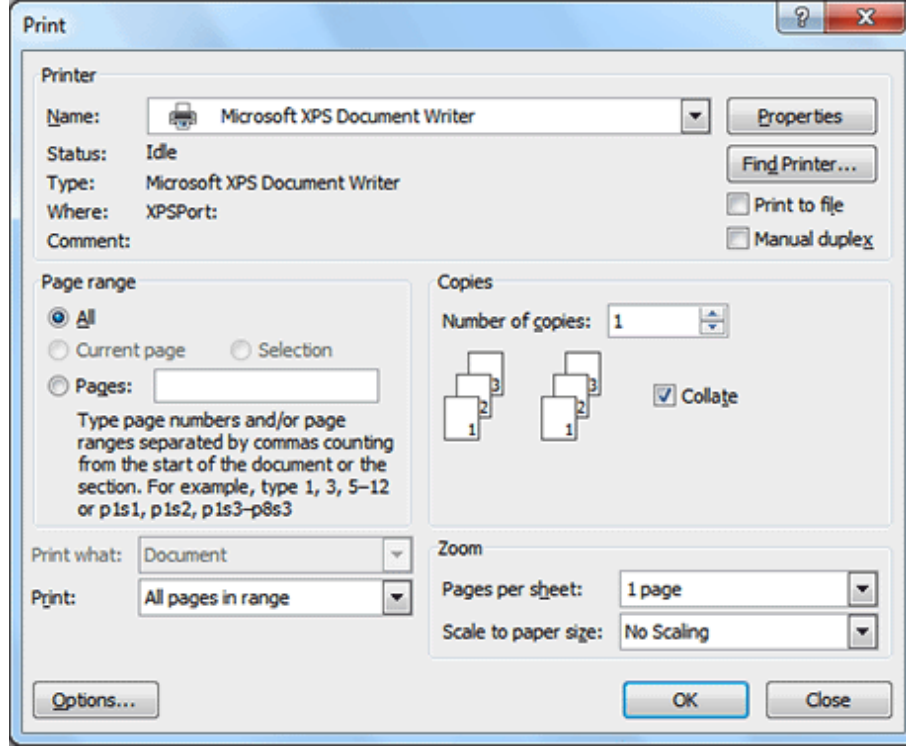 Print
Printer
Name: Microsoft XPS Document Writer Properties
Status: Idle
Find Printer...
Type: Microsoft XPS Document Writer
Where: XPSPort: Print to file
Comment: Manual duplex
Page range
All
Current page Selection
Pages:
Type page numbers and/or page
ranges separated by commas counting
from the start of the document or the
section. For example, type 1, 3, 5–12
or p1s1, p1s2, p1s3–p8s3
Copies
Number of copies: 1
3 3
2 2
1 1
Collate
Print what: Document
Print: All pages in range
Zoom
Pages per sheet: 1 page
Scale to paper size: No Scaling
Options... OK Close